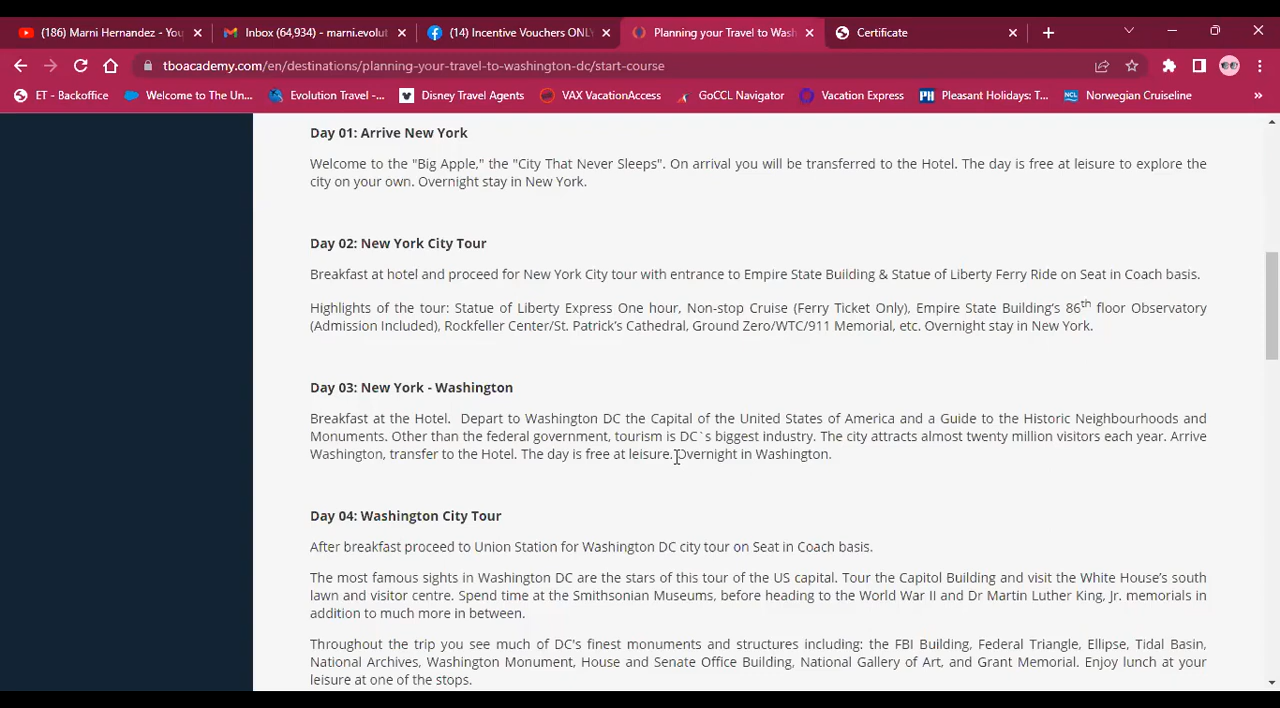 (186) Marni Hernandez - You
Inbox (64,934) - marni.evolut
(14) Incentive Vouchers ONL
Planning your Travel to Wash
Certificate
tboacademy.com/en/destinations/planning-your-travel-to-washington-dc/start-course
ET - Backoffice
Welcome to The Un...
Evolution Travel -...
Disney Travel Agents
VAX VacationAccess
GoCCL Navigator
Vacation Express
PH Pleasant Holidays: T...
NCL Norwegian Cruiseline
»
Day 01: Arrive New York
Welcome to the "Big Apple," the "City That Never Sleeps". On arrival you will be transferred to the Hotel. The day is free at leisure to explore the
city on your own. Overnight stay in New York.
Day 02: New York City Tour
Breakfast at hotel and proceed for New York City tour with entrance to Empire State Building & Statue of Liberty Ferry Ride on Seat in Coach basis.
Highlights of the tour: Statue of Liberty Express One hour, Non-stop Cruise (Ferry Ticket Only), Empire State Building's 86th floor Observatory
(Admission Included), Rockfeller Center/St. Patrick's Cathedral, Ground Zero/WTC/911 Memorial, etc. Overnight stay in New York.
Day 03: New York - Washington
Breakfast at the Hotel. Depart to Washington DC the Capital of the United States of America and a Guide to the Historic Neighbourhoods and
Monuments. Other than the federal government, tourism is DC`s biggest industry. The city attracts almost twenty million visitors each year. Arrive
Washington, transfer to the Hotel. The day is free at leisure. Overnight in Washington.
Day 04: Washington City Tour
After breakfast proceed to Union Station for Washington DC city tour on Seat in Coach basis.
The most famous sights in Washington DC are the stars of this tour of the US capital. Tour the Capitol Building and visit the White House's south
lawn and visitor centre. Spend time at the Smithsonian Museums, before heading to the World War II and Dr Martin Luther King, Jr. memorials in
addition to much more in between.
Throughout the trip you see much of DC's finest monuments and structures including: the FBI Building, Federal Triangle, Ellipse, Tidal Basin,
National Archives, Washington Monument, House and Senate Office Building, National Gallery of Art, and Grant Memorial. Enjoy lunch at your
leisure at one of the stops.